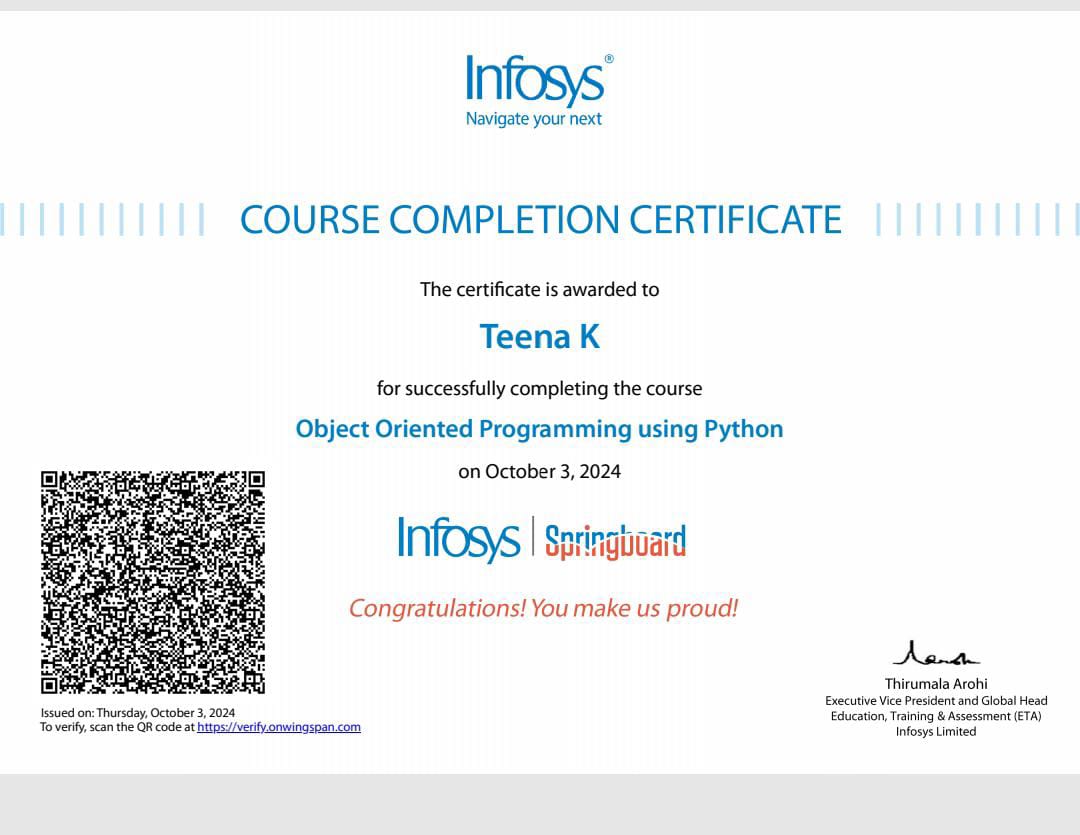 Infosys®
Navigate your next
COURSE COMPLETION CERTIFICATE
The certificate is awarded to
Teena K
for successfully completing the course
Object Oriented Programming using Python
on October 3, 2024
Infosys | Springboard
Congratulations! You make us proud!
Issued on: Thursday, October 3, 2024
To verify, scan the QR code at https://verify.onwingspan.com
Thirumala Arohi
Executive Vice President and Global Head
Education, Training & Assessment (ETA)
Infosys Limited